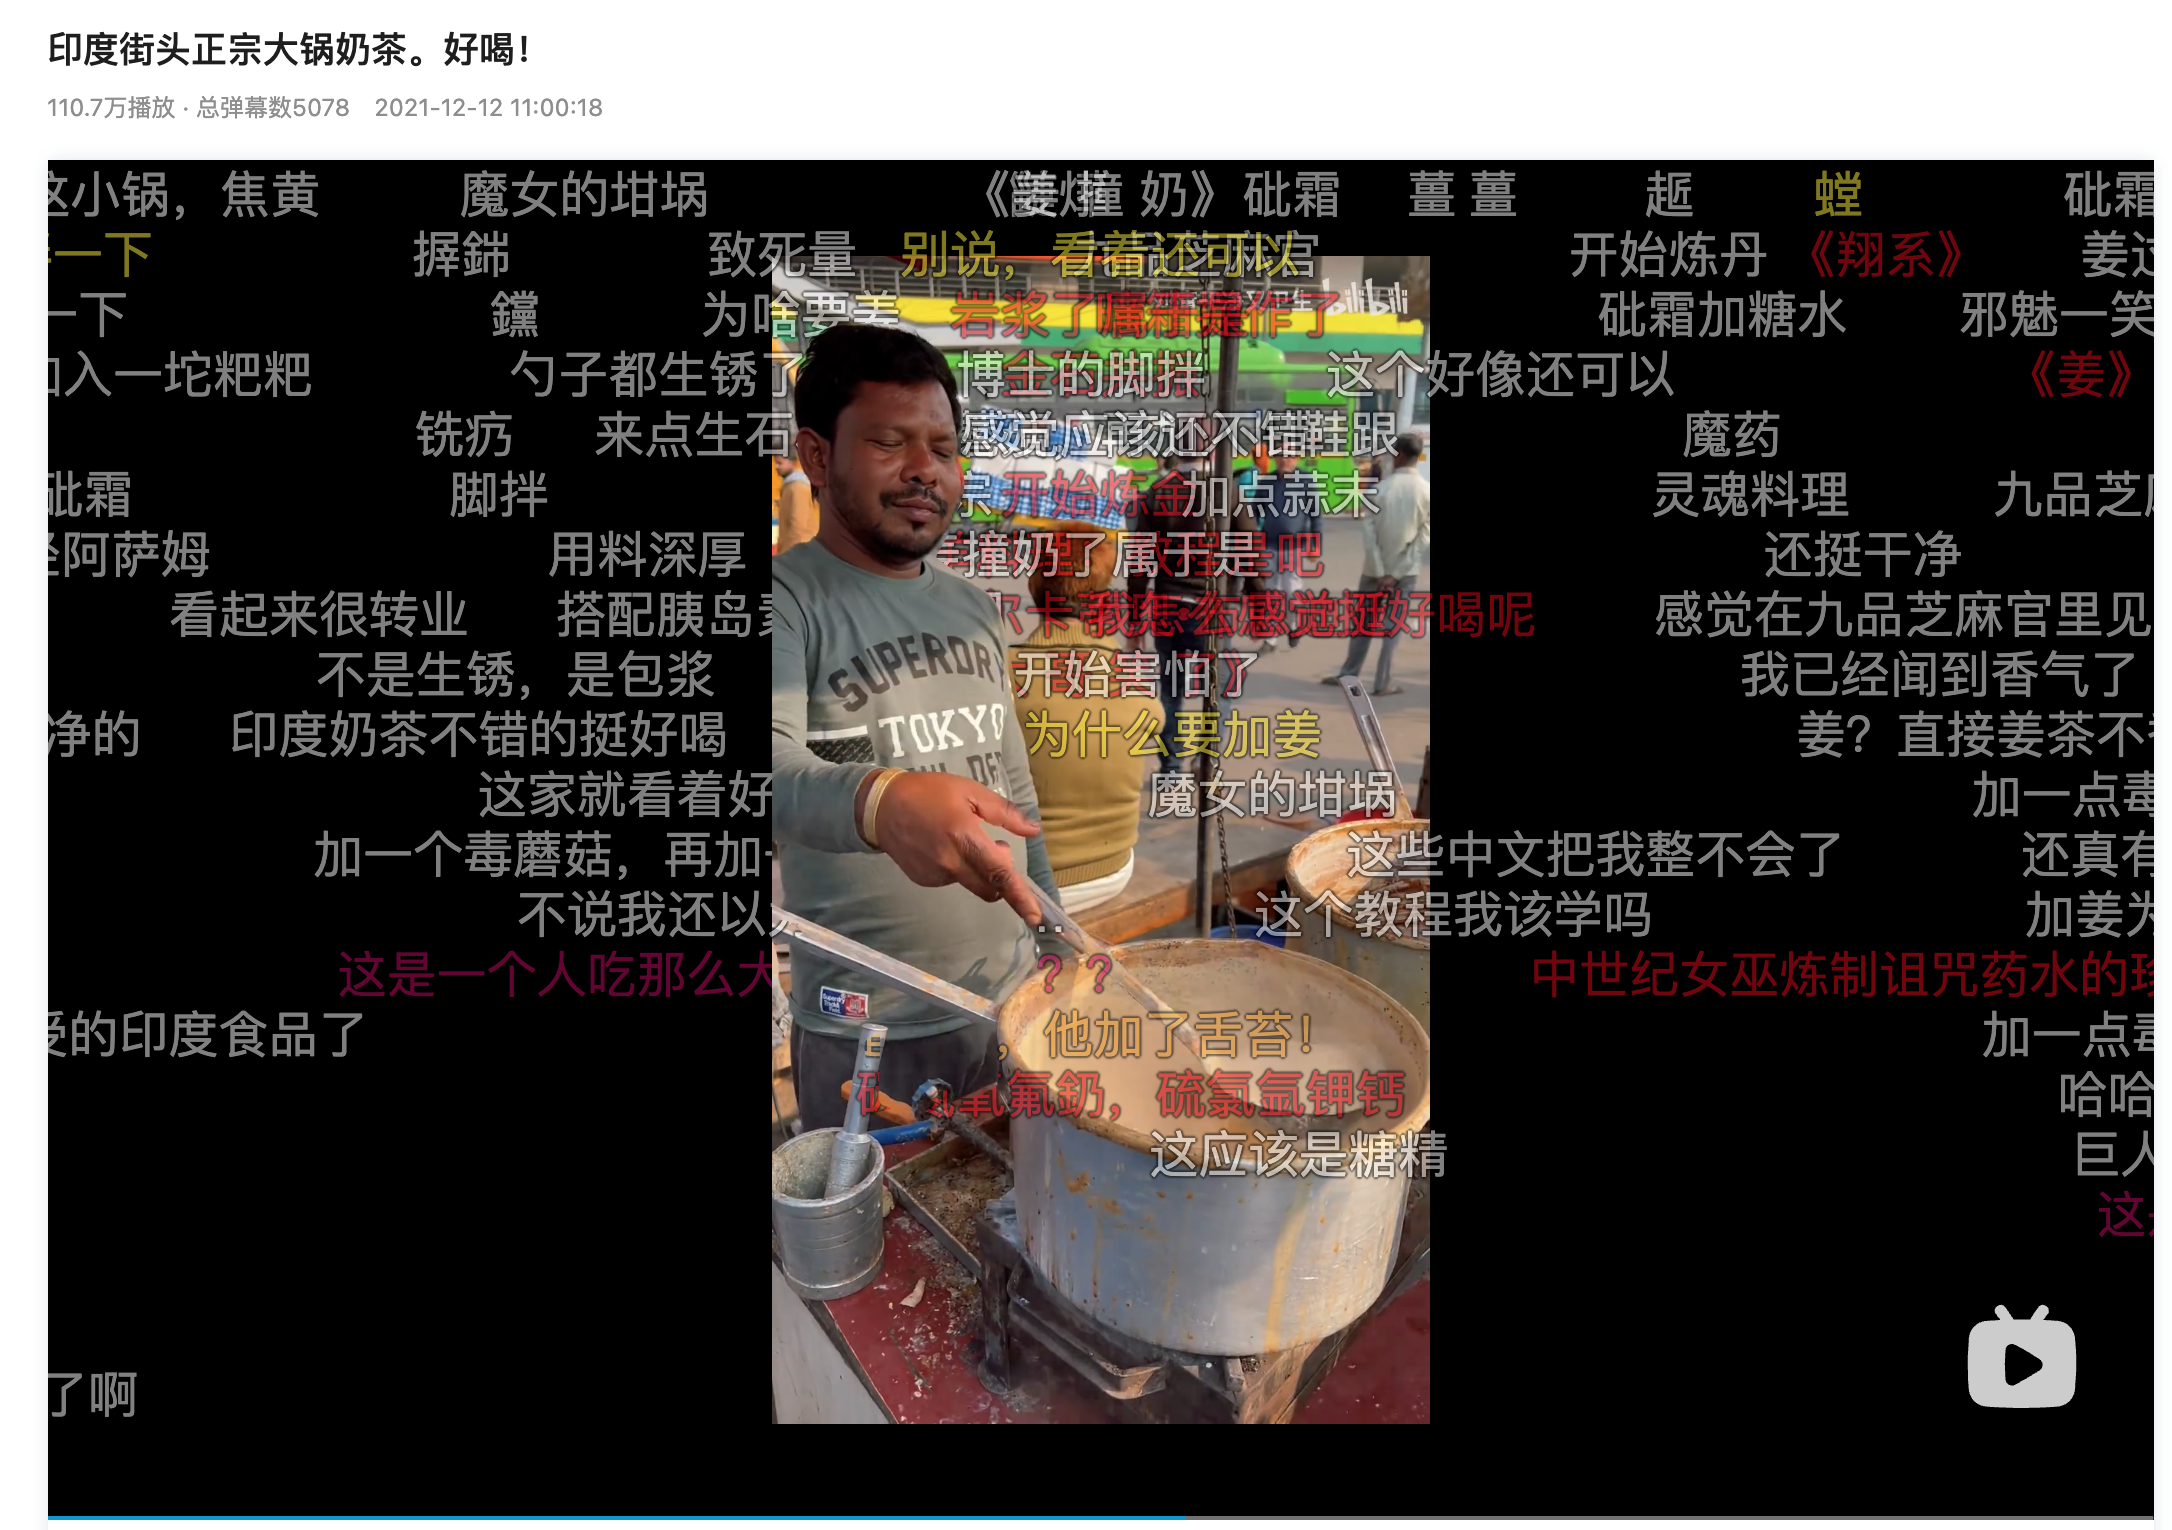 印度街头正宗大锅奶茶。好喝！
110.7万播放 · 总弹幕数5078 2021-12-12 11:00:18
这小锅，焦黄 魔女的坩埚 撞 奶》 砒霜 薑 薑 螳 砒霜
一下 致死量 别说，看着还可以 开始炼丹 《翔系》 姜
一下 钂 为啥要姜 岩浆了 砒霜加糖水 邪魅一笑
入一坨粑粑 勺子都生锈了 博士的脚拌 这个好像还可以 《姜》
铣疠 来点生石 感觉应该还不错 鞋跟 魔药
砒霜 脚拌 开始炼金 加点蒜末 灵魂料理 九品芝麻
阿萨姆 用料深厚 撞奶了属于是吧 还挺干净
看起来很转业 搭配胰岛素 我怎么感觉挺好喝呢 感觉在九品芝麻官里见
不是生锈，是包浆 开始害怕了 我已经闻到香气了
净的 印度奶茶不错的挺好喝 为什么要加姜 姜？直接姜茶不
这家就看着好 魔女的坩埚 加一点毒
加一个毒蘑菇，再加一 这些中文把我整不会了 还真有
不说我还以 .. 这个教程我该学吗 加姜为
这是一个人吃那么大 ？？ 中世纪女巫炼制诅咒药水的珍
受的印度食品了 ，他加了舌苔！ 加一点毒
氟釢，硫氯氩钾钙 哈哈
这应该是糖精 巨人
这
了啊
bilibili
SUPERDRY
TOKYO